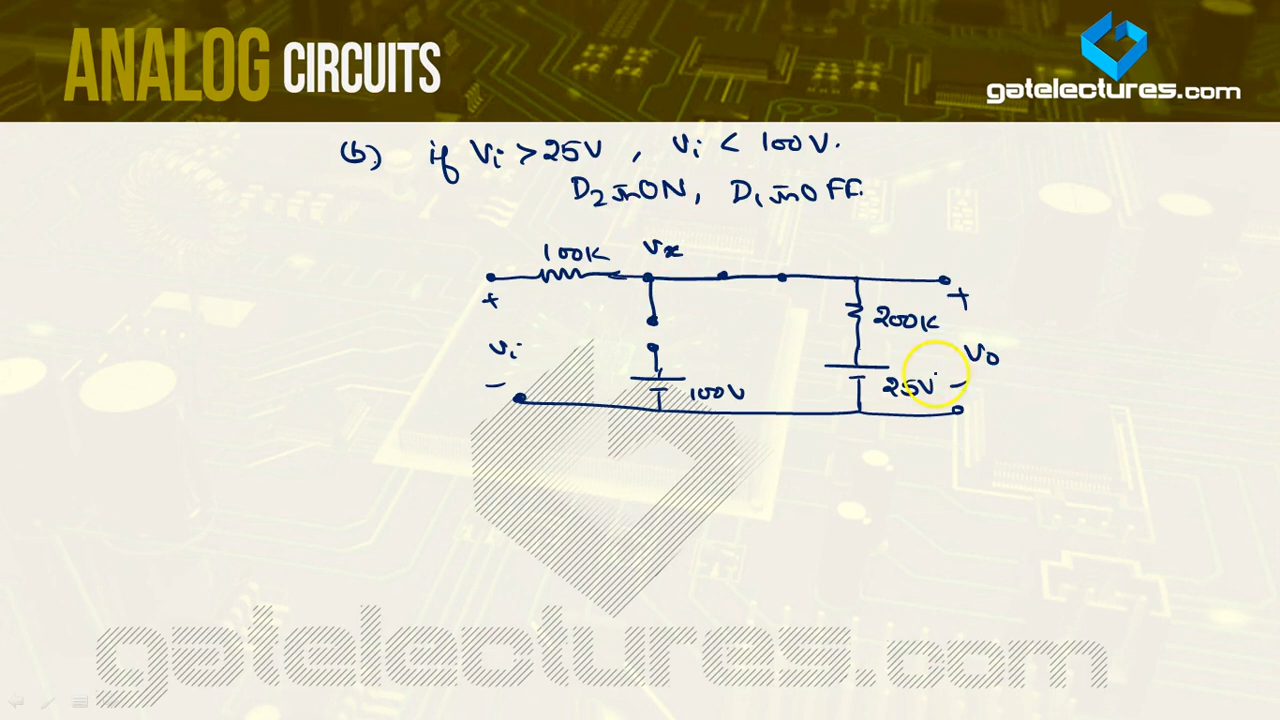 ANALOG CIRCUITS
gatelectures.com
(b) if Vi > 25V , Vi < 100V.
D2 is ON, D1 is OFF.
100K Vx
+ +
200K
Vi Vo
- 100V 25V -
gatelectures.com